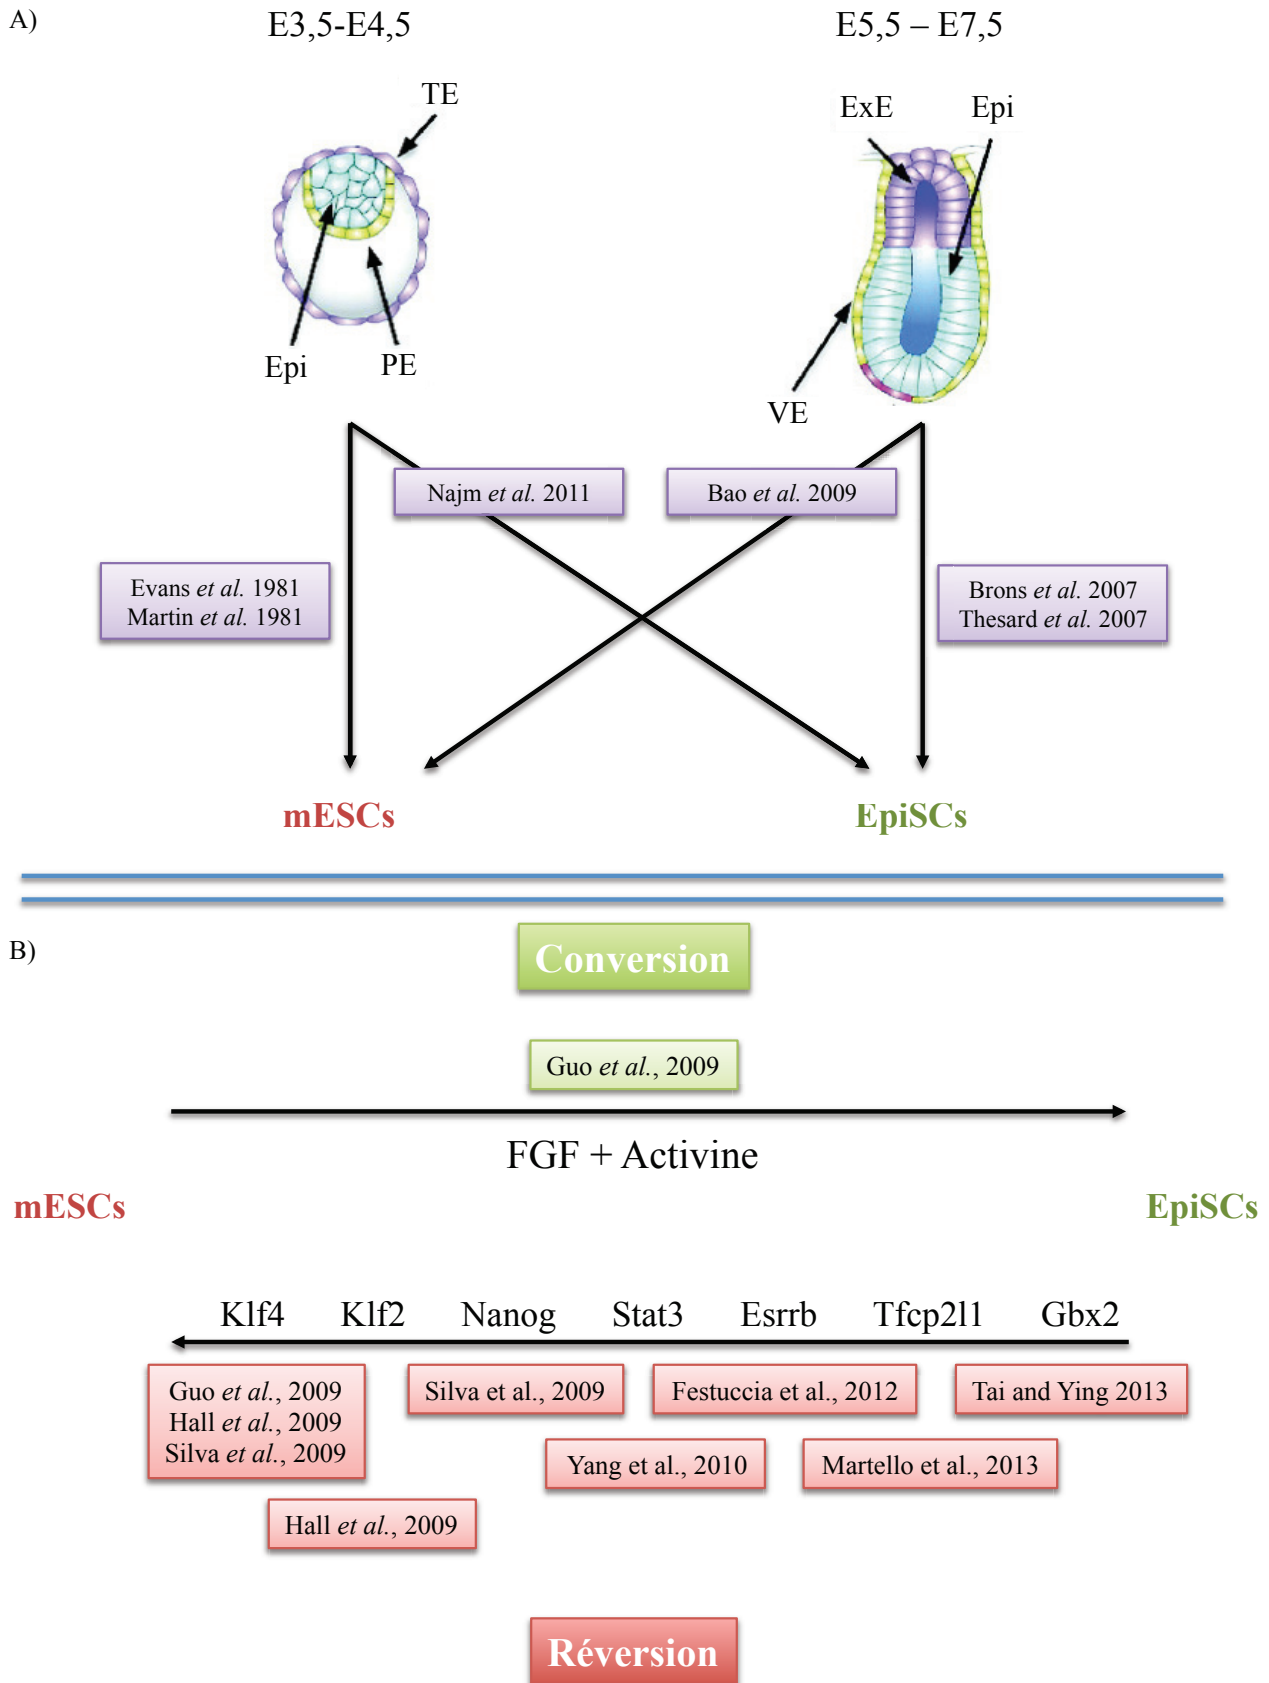 A)
E3,5-E4,5
E5,5 – E7,5
TE
ExE
Epi
Epi
PE
VE
Najm et al. 2011
Bao et al. 2009
Evans et al. 1981
Martin et al. 1981
Brons et al. 2007
Thesard et al. 2007
mESCs
EpiSCs
B)
Conversion
Guo et al., 2009
FGF + Activine
mESCs
EpiSCs
Klf4 Klf2 Nanog Stat3 Esrrb Tfcp2l1 Gbx2
Guo et al., 2009
Hall et al., 2009
Silva et al., 2009
Silva et al., 2009
Festuccia et al., 2012
Tai and Ying 2013
Yang et al., 2010
Martello et al., 2013
Hall et al., 2009
Réversion